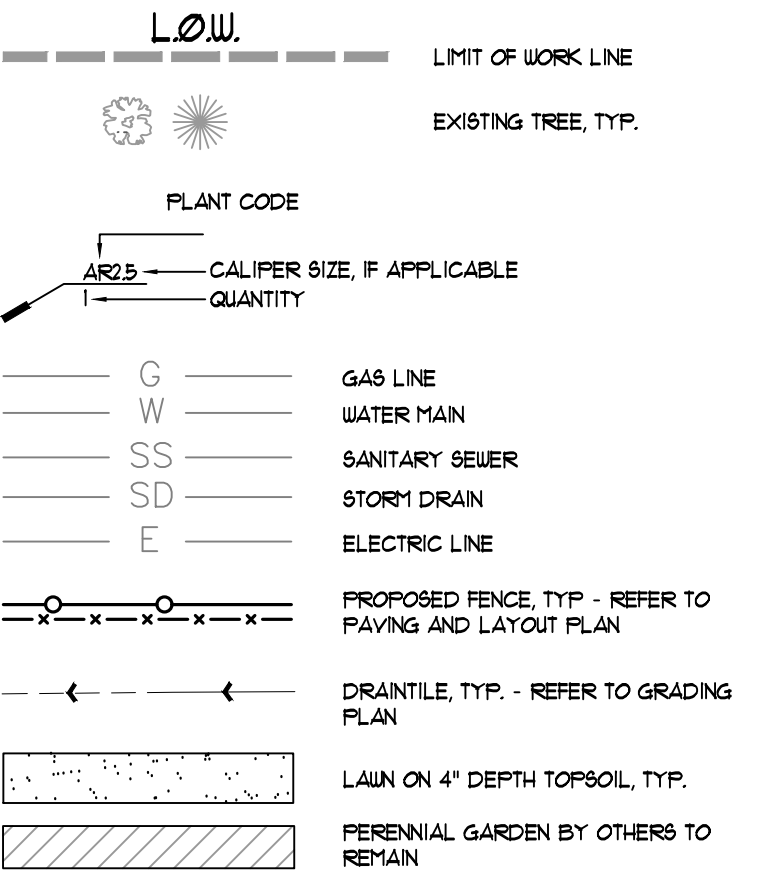 L.O.W.
LIMIT OF WORK LINE
EXISTING TREE, TYP.
PLANT CODE
AR2.5 CALIPER SIZE, IF APPLICABLE
1 QUANTITY
G GAS LINE
W WATER MAIN
SS SANITARY SEWER
SD STORM DRAIN
E ELECTRIC LINE
PROPOSED FENCE, TYP - REFER TO
PAVING AND LAYOUT PLAN
DRAINTILE, TYP. - REFER TO GRADING
PLAN
LAWN ON 4" DEPTH TOPSOIL, TYP.
PERENNIAL GARDEN BY OTHERS TO
REMAIN